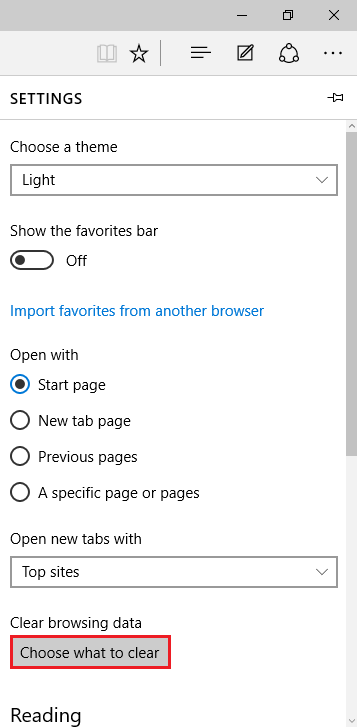 SETTINGS
Choose a theme
Light
Show the favorites bar
Off
Import favorites from another browser
Open with
Start page
New tab page
Previous pages
A specific page or pages
Open new tabs with
Top sites
Clear browsing data
Choose what to clear
Reading